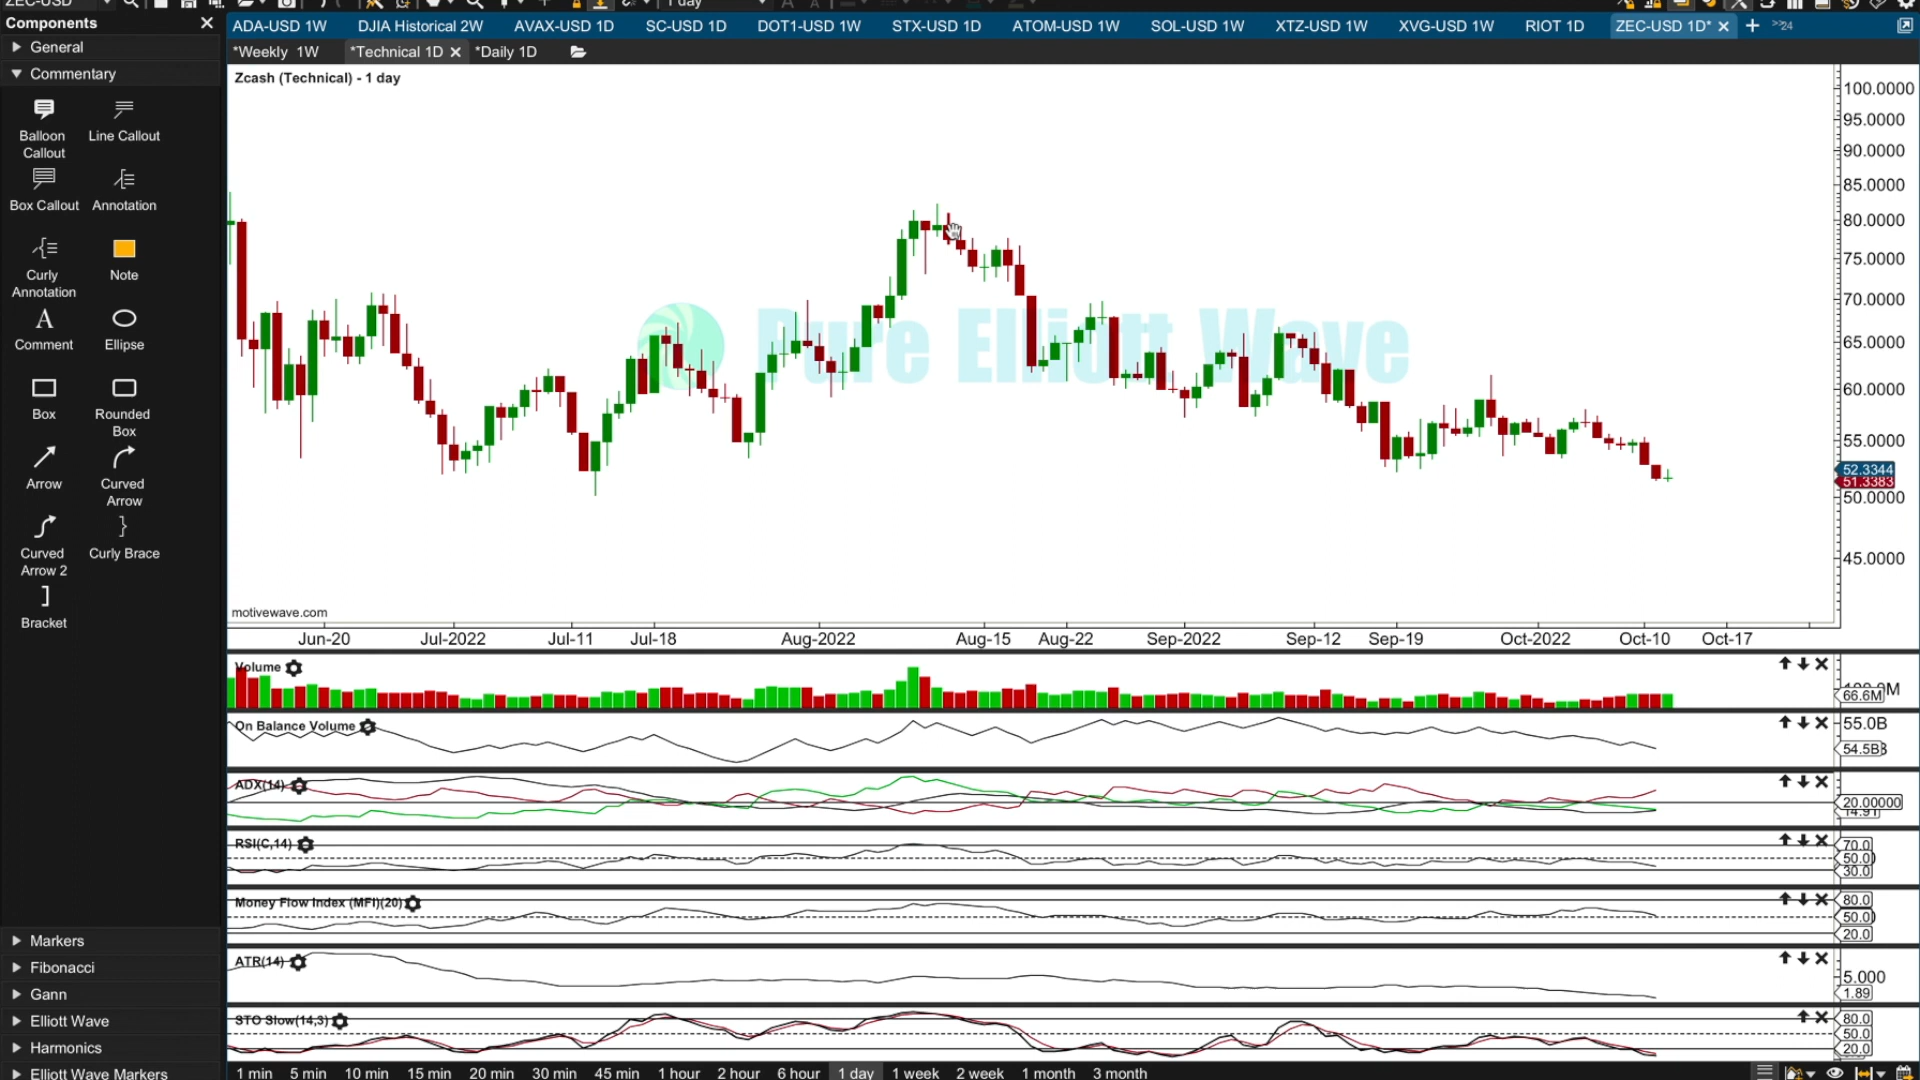 ZEC-USD
1 day
Components
General
Commentary
Balloon Callout
Line Callout
Box Callout
Annotation
Curly Annotation
Note
Comment
Ellipse
Box
Rounded Box
Arrow
Curved Arrow
Curved Arrow 2
Curly Brace
Bracket
Markers
Fibonacci
Gann
Elliott Wave
Harmonics
Elliott Wave Markers
ADA-USD 1W DJIA Historical 2W AVAX-USD 1D SC-USD 1D DOT1-USD 1W STX-USD 1D ATOM-USD 1W SOL-USD 1W XTZ-USD 1W XVG-USD 1W RIOT 1D ZEC-USD 1D* 24
*Weekly 1W *Technical 1D *Daily 1D
Zcash (Technical) - 1 day
Pure Elliott Wave
100.0000
95.0000
90.0000
85.0000
80.0000
75.0000
70.0000
65.0000
60.0000
55.0000
52.3344
51.3383
50.0000
45.0000
motivewave.com
Jun-20 Jul-2022 Jul-11 Jul-18 Aug-2022 Aug-15 Aug-22 Sep-2022 Sep-12 Sep-19 Oct-2022 Oct-10 Oct-17
Volume
66.6M
On Balance Volume
55.0B
54.5B
ADX(14)
20.00000
14.91
RSI(C,14)
70.0
50.0
30.0
Money Flow Index (MFI)(20)
80.0
50.0
20.0
ATR(14)
5.000
1.89
STO Slow(14,3)
80.0
50.0
20.0
1 min 5 min 10 min 15 min 20 min 30 min 45 min 1 hour 2 hour 6 hour 1 day 1 week 2 week 1 month 3 month